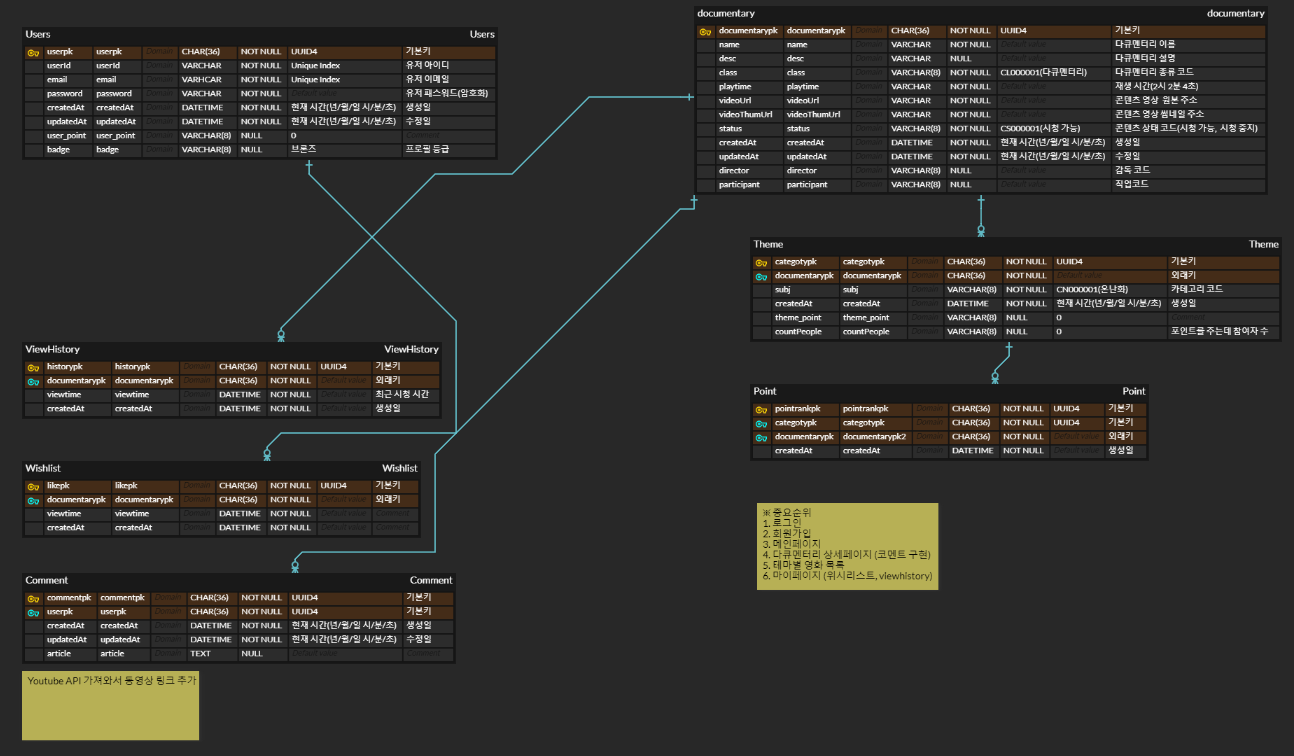 Users Users
userpk userpk Domain CHAR(36) NOT NULL UUID4 기본키
userId userId Domain VARCHAR NOT NULL Unique Index 유저 아이디
email email Domain VARHCAR NOT NULL Unique Index 유저 이메일
password password Domain VARCHAR NOT NULL Default value 유저 패스워드(암호화)
createdAt createdAt Domain DATETIME NOT NULL 현재 시간(년/월/일 시/분/초) 생성일
updatedAt updatedAt Domain DATETIME NOT NULL 현재 시간(년/월/일 시/분/초) 수정일
user_point user_point Domain VARCHAR(8) NULL 0 Comment
badge badge Domain VARCHAR(8) NULL 브론즈 프로필 등급
documentary documentary
documentarypk documentarypk Domain CHAR(36) NOT NULL UUID4 기본키
name name Domain VARCHAR NOT NULL Default value 다큐멘터리 이름
desc desc Domain VARCHAR NOT NULL Default value 다큐멘터리 설명
class class Domain VARCHAR(8) NOT NULL CL000001(다큐멘터리) 다큐멘터리 종류 코드
playtime playtime Domain VARCHAR NOT NULL Default value 재생 시간(2시 2분 4초)
videoUrl videoUrl Domain VARCHAR NOT NULL Default value 콘텐츠 영상 원본 주소
videoThumUrl videoThumUrl Domain VARCHAR NOT NULL Default value 콘텐츠 영상 썸네일 주소
status status Domain VARCHAR(8) NOT NULL CS000001(시청 가능) 콘텐츠 상태 코드(시청 가능, 시청 중지)
createdAt createdAt Domain DATETIME NOT NULL 현재 시간(년/월/일 시/분/초) 생성일
updatedAt updatedAt Domain DATETIME NOT NULL 현재 시간(년/월/일 시/분/초) 수정일
director director Domain VARCHAR(8) NULL Default value 감독 코드
participant participant Domain VARCHAR(8) NULL Default value 직업코드
Theme Theme
categotypk categotypk Domain CHAR(36) NOT NULL UUID4 기본키
documentarypk documentarypk Domain CHAR(36) NOT NULL Default value 외래키
subj subj Domain VARCHAR(8) NOT NULL CN000001(온난화) 카테고리 코드
createdAt createdAt Domain DATETIME NOT NULL 현재 시간(년/월/일 시/분/초) 생성일
theme_point theme_point Domain VARCHAR(8) NULL 0 Comment
countPeople countPeople Domain VARCHAR(8) NULL 0 포인트를 주는데 참여자 수
ViewHistory ViewHistory
historypk historypk Domain CHAR(36) NOT NULL UUID4 기본키
documentarypk documentarypk Domain CHAR(36) NOT NULL Default value 외래키
viewtime viewtime Domain DATETIME NOT NULL Default value 최근 시청 시간
createdAt createdAt Domain DATETIME NOT NULL Default value 생성일
Point Point
pointrankpk pointrankpk Domain CHAR(36) NOT NULL UUID4 기본키
categotypk categotypk Domain CHAR(36) NOT NULL UUID4 기본키
documentarypk documentarypk2 Domain CHAR(36) NOT NULL Default value 외래키
createdAt createdAt Domain DATETIME NOT NULL Default value 생성일
Wishlist Wishlist
likepk likepk Domain CHAR(36) NOT NULL UUID4 기본키
documentarypk documentarypk Domain CHAR(36) NOT NULL Default value 외래키
viewtime viewtime Domain DATETIME NOT NULL Default value Comment
createdAt createdAt Domain DATETIME NOT NULL Default value Comment
※ 중요순위
1. 로그인
2. 회원가입
3. 메인페이지
4. 다큐멘터리 상세페이지 (코멘트 구현)
5. 테마별 영화 목록
6. 마이페이지 (위시리스트, viewhistory)
Comment Comment
commentpk commentpk Domain CHAR(36) NOT NULL UUID4 기본키
userpk userpk Domain CHAR(36) NOT NULL UUID4 기본키
createdAt createdAt Domain DATETIME NOT NULL 현재 시간(년/월/일 시/분/초) 생성일
updatedAt updatedAt Domain DATETIME NOT NULL 현재 시간(년/월/일 시/분/초) 수정일
article article Domain TEXT NULL Default value Comment
Youtube API 가져와서 동영상 링크 추가